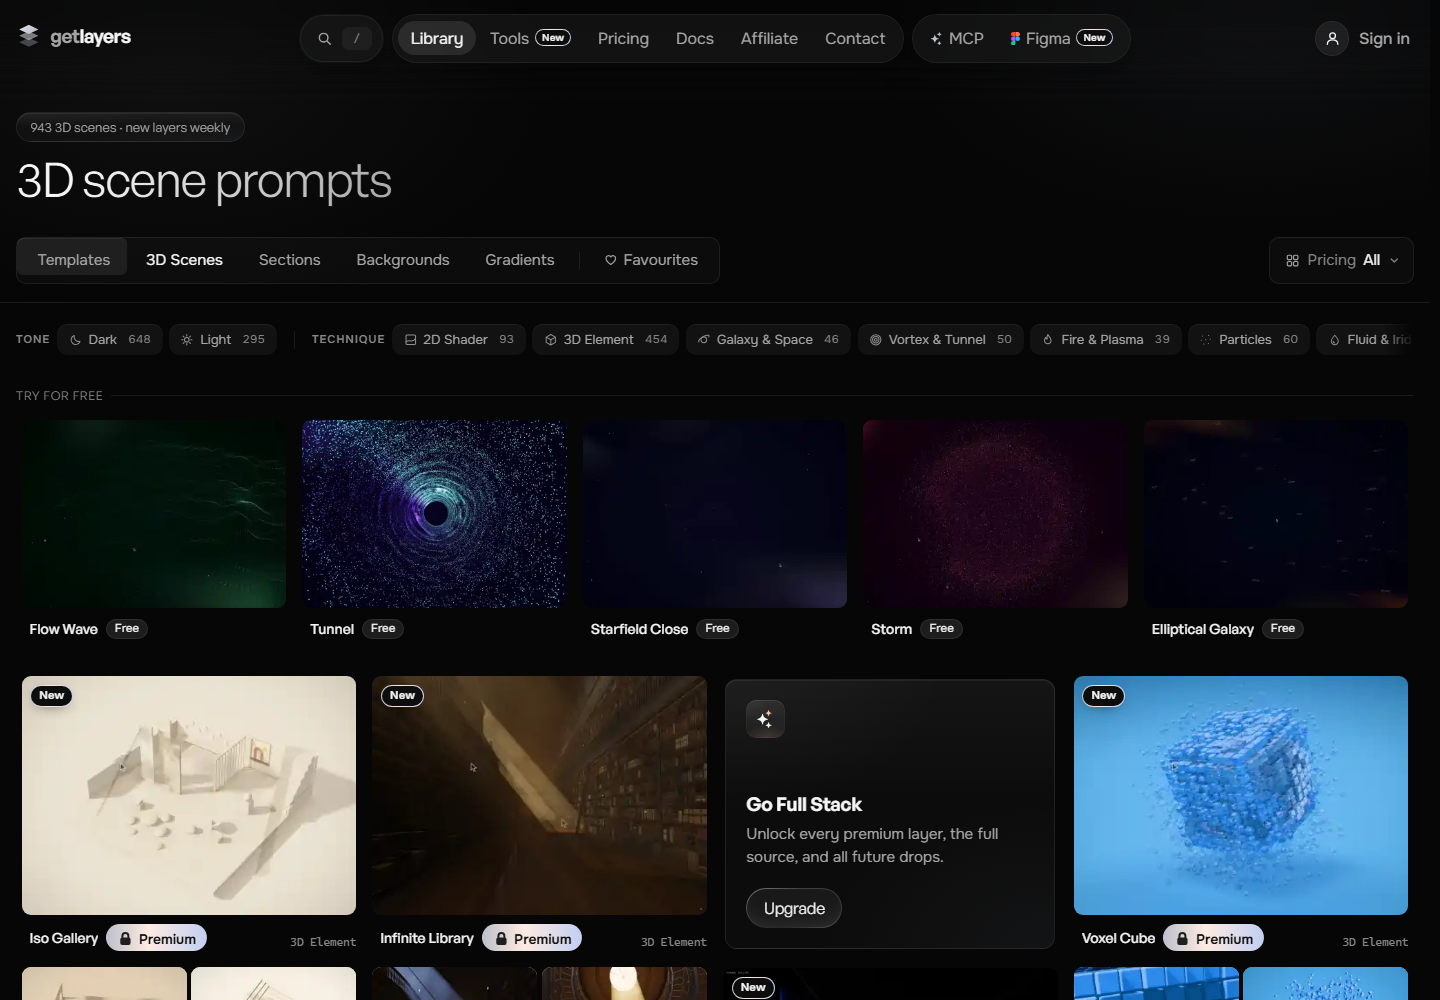 getlayers
/
Library
Tools New
Pricing
Docs
Affiliate
Contact
MCP
Figma New
Sign in
943 3D scenes · new layers weekly
3D scene prompts
Templates
3D Scenes
Sections
Backgrounds
Gradients
Favourites
Pricing All
TONE
Dark 648
Light 295
TECHNIQUE
2D Shader 93
3D Element 454
Galaxy & Space 46
Vortex & Tunnel 50
Fire & Plasma 39
Particles 60
Fluid & Irid
TRY FOR FREE
Flow Wave Free
Tunnel Free
Starfield Close Free
Storm Free
Elliptical Galaxy Free
New
New
Go Full Stack
Unlock every premium layer, the full
source, and all future drops.
Upgrade
New
Iso Gallery Premium
3D Element
Infinite Library Premium
3D Element
Voxel Cube Premium
3D Element
New